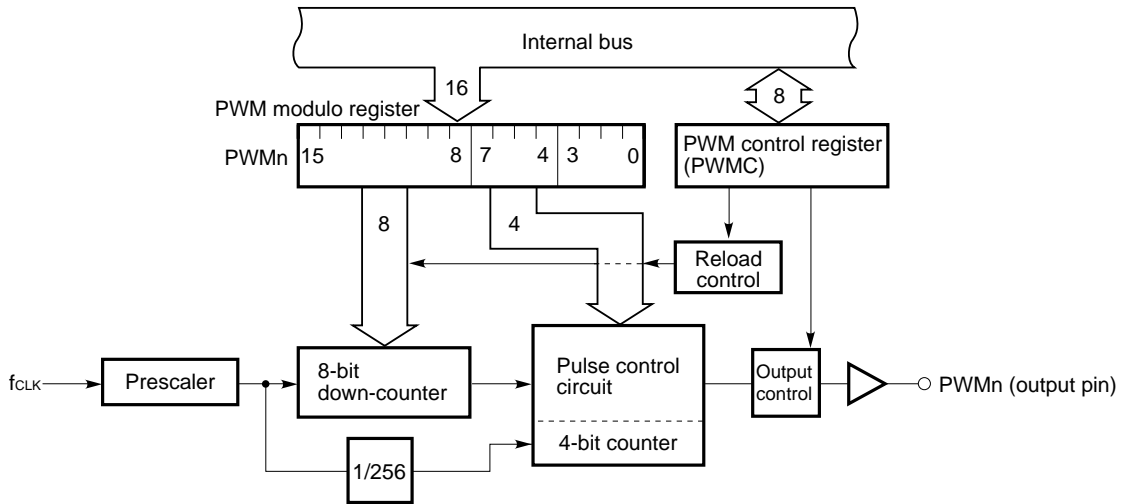 Internal bus
16
8
PWM modulo register
PWMn
15
8
7
4
3
0
PWM control register
(PWMC)
8
4
Reload
control
fCLK
Prescaler
8-bit
down-counter
Pulse control
circuit
Output
control
PWMn (output pin)
4-bit counter
1/256